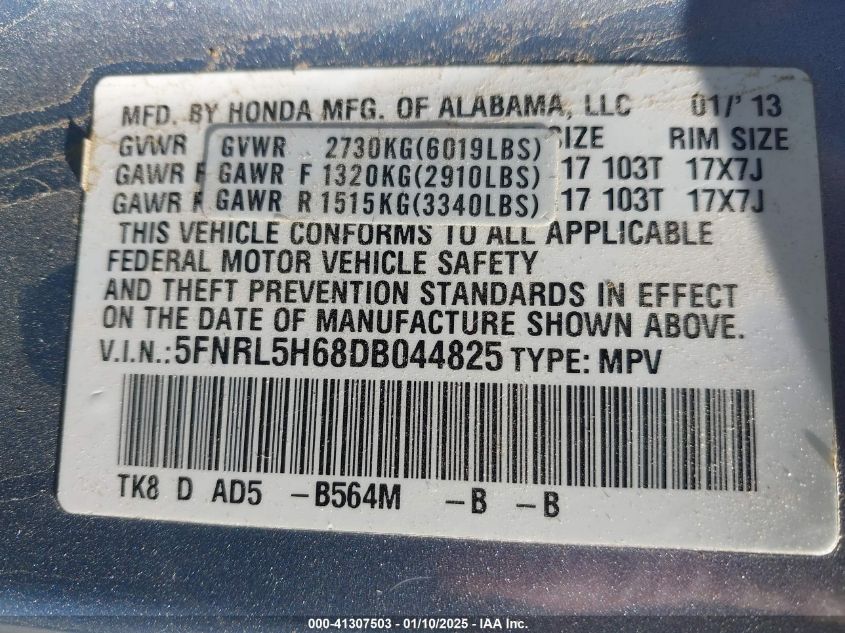 MFD. BY HONDA MFG. OF ALABAMA, LLC 01/'13
GVWR GVWR 2730KG(6019LBS) SIZE RIM SIZE
GAWR F GAWR F 1320KG(2910LBS) 17 103T 17X7J
GAWR R GAWR R 1515KG(3340LBS) 17 103T 17X7J
THIS VEHICLE CONFORMS TO ALL APPLICABLE
FEDERAL MOTOR VEHICLE SAFETY
AND THEFT PREVENTION STANDARDS IN EFFECT
ON THE DATE OF MANUFACTURE SHOWN ABOVE.
V.I.N.:5FNRL5H68DB044825 TYPE: MPV
TK8 D AD5 -B564M -B -B
000-41307503 - 01/10/2025 - IAA Inc.